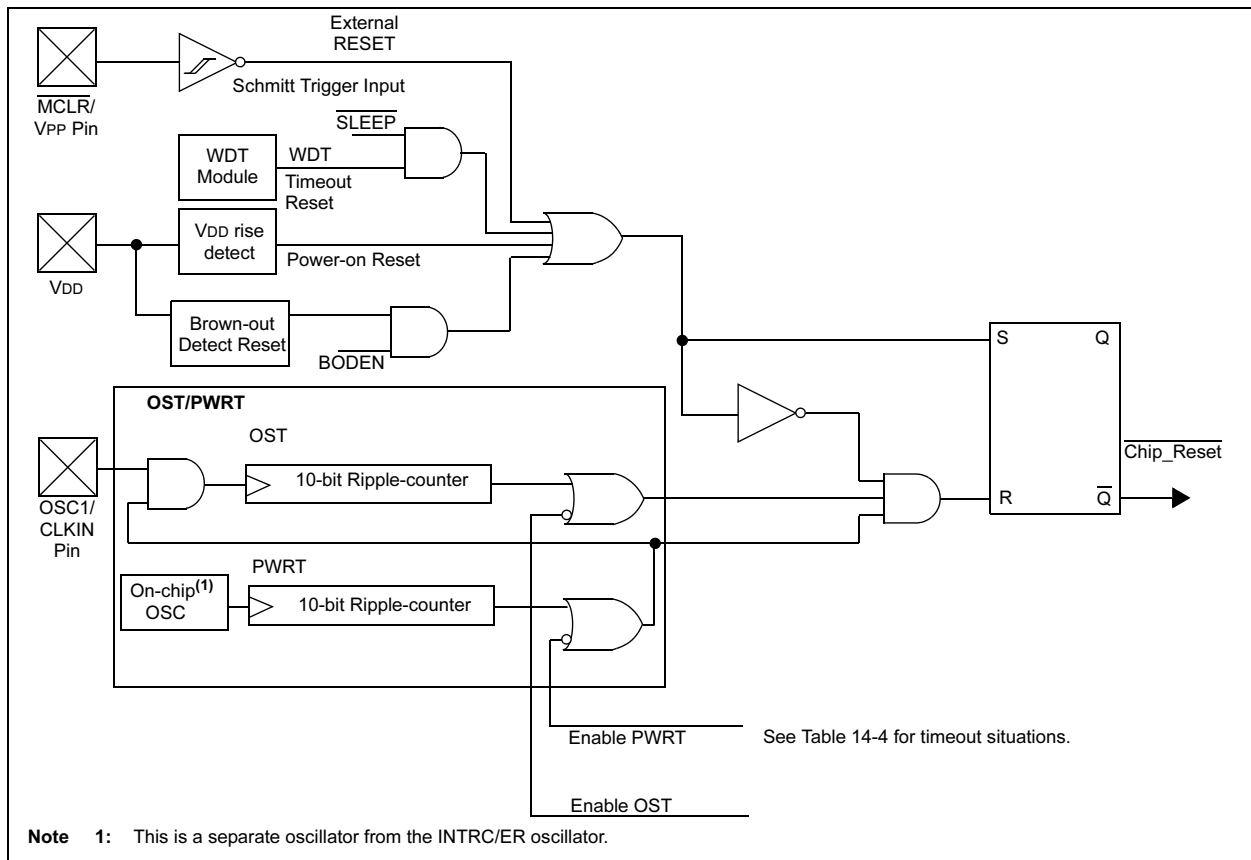 External
RESET
Schmitt Trigger Input
MCLR/
VPP Pin
SLEEP
WDT
Module
WDT
Timeout
Reset
VDD rise
detect
Power-on Reset
VDD
Brown-out
Detect Reset
BODEN
S
Q
R
Q
Chip_Reset
OST/PWRT
OST
10-bit Ripple-counter
OSC1/
CLKIN
Pin
PWRT
On-chip(1)
OSC
10-bit Ripple-counter
Enable PWRT
See Table 14-4 for timeout situations.
Enable OST
Note 1: This is a separate oscillator from the INTRC/ER oscillator.